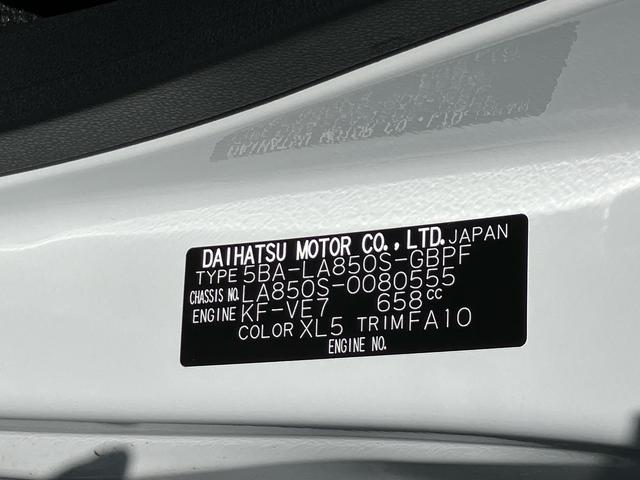 DAIHATSU MOTOR CO.,LTD. JAPAN
TYPE 5BA-LA850S-GBPF
CHASSIS NO. LA850S-0080555
ENGINE KF-VE7 658cc
COLOR XL5 TRIM FA10
ENGINE NO.